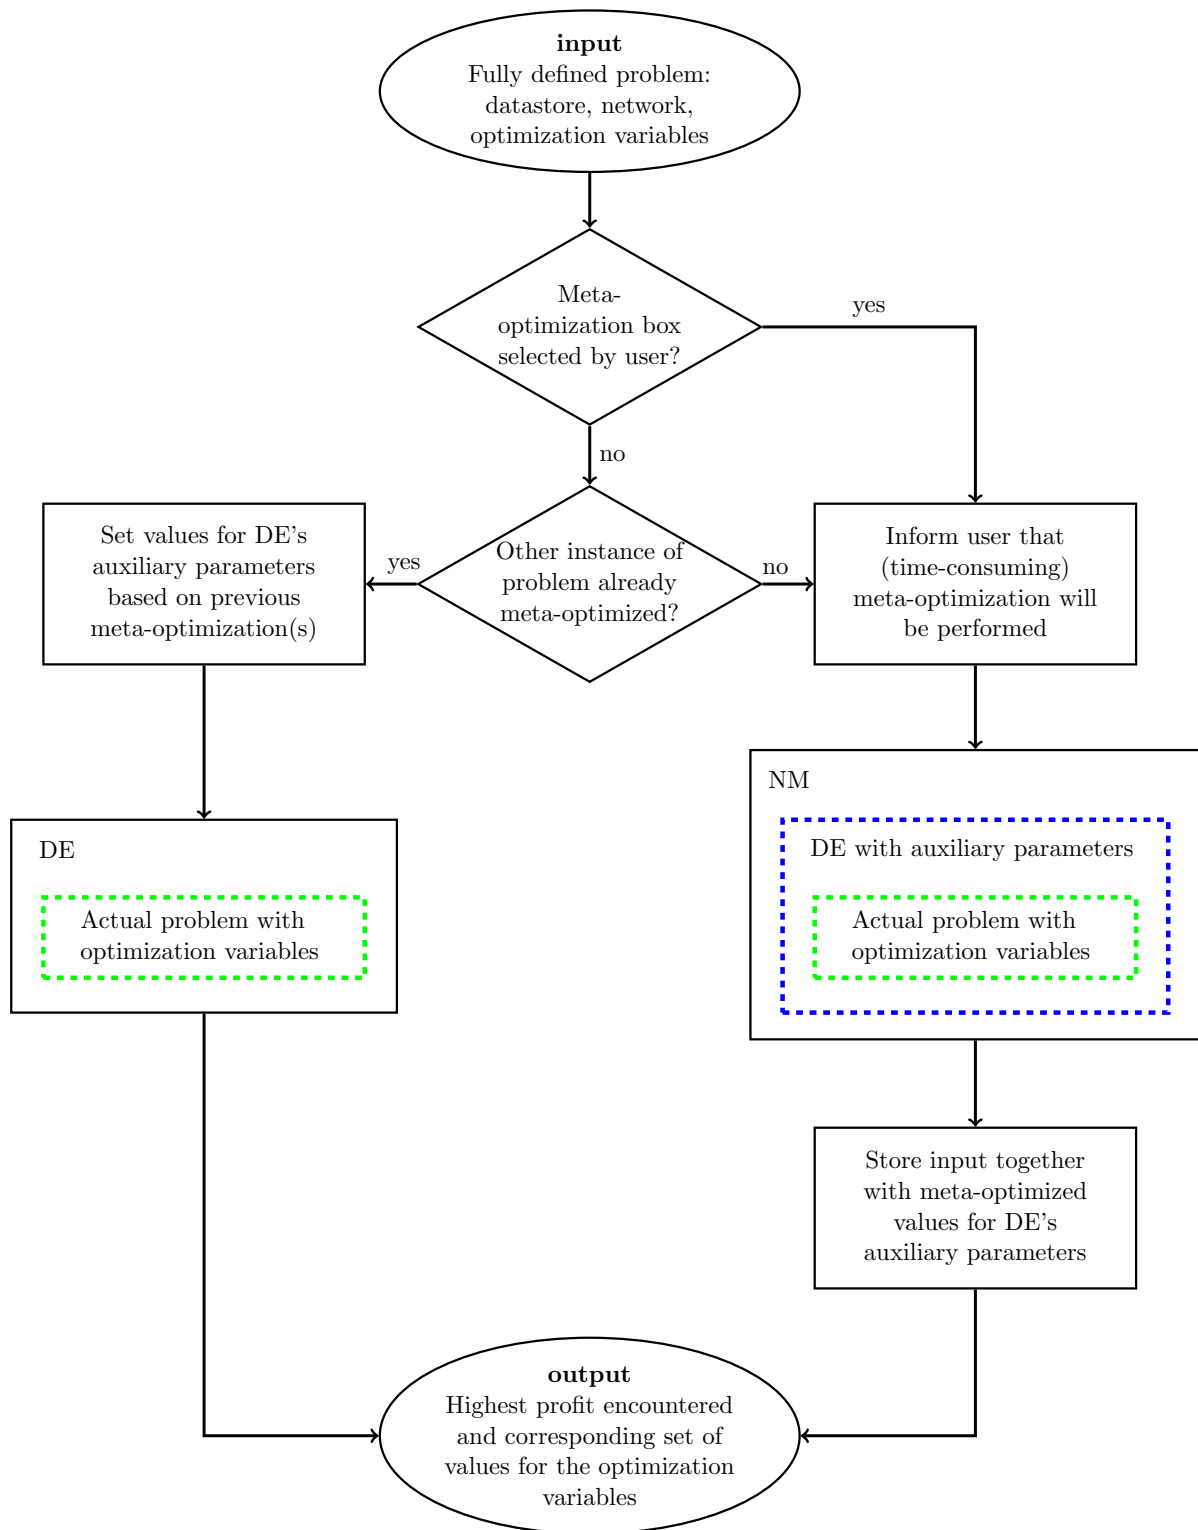 input
Fully defined problem:
datastore, network,
optimization variables
Meta-
optimization box
selected by user?
yes
no
Set values for DE's
auxiliary parameters
based on previous
meta-optimization(s)
yes
Other instance of
problem already
meta-optimized?
no
Inform user that
(time-consuming)
meta-optimization will
be performed
DE
Actual problem with
optimization variables
NM
DE with auxiliary parameters
Actual problem with
optimization variables
Store input together
with meta-optimized
values for DE's
auxiliary parameters
output
Highest profit encountered
and corresponding set of
values for the optimization
variables